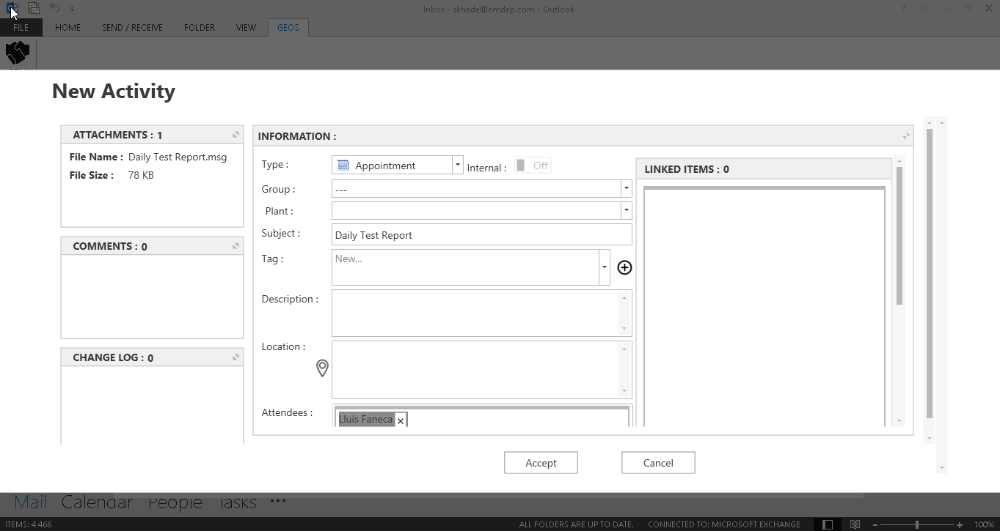 Inbox - skhade@emdep.com - Outlook
FILE HOME SEND / RECEIVE FOLDER VIEW GEOS
New Activity
ATTACHMENTS : 1
File Name : Daily Test Report.msg
File Size : 78 KB
COMMENTS : 0
CHANGE LOG : 0
INFORMATION :
Type : Appointment Internal : Off
Group : ---
Plant :
Subject : Daily Test Report
Tag : New...
Description :
Location :
Attendees : Lluís Faneca
LINKED ITEMS : 0
Accept Cancel
Mail Calendar People Tasks
ITEMS: 4 466 ALL FOLDERS ARE UP TO DATE. CONNECTED TO: MICROSOFT EXCHANGE 100%